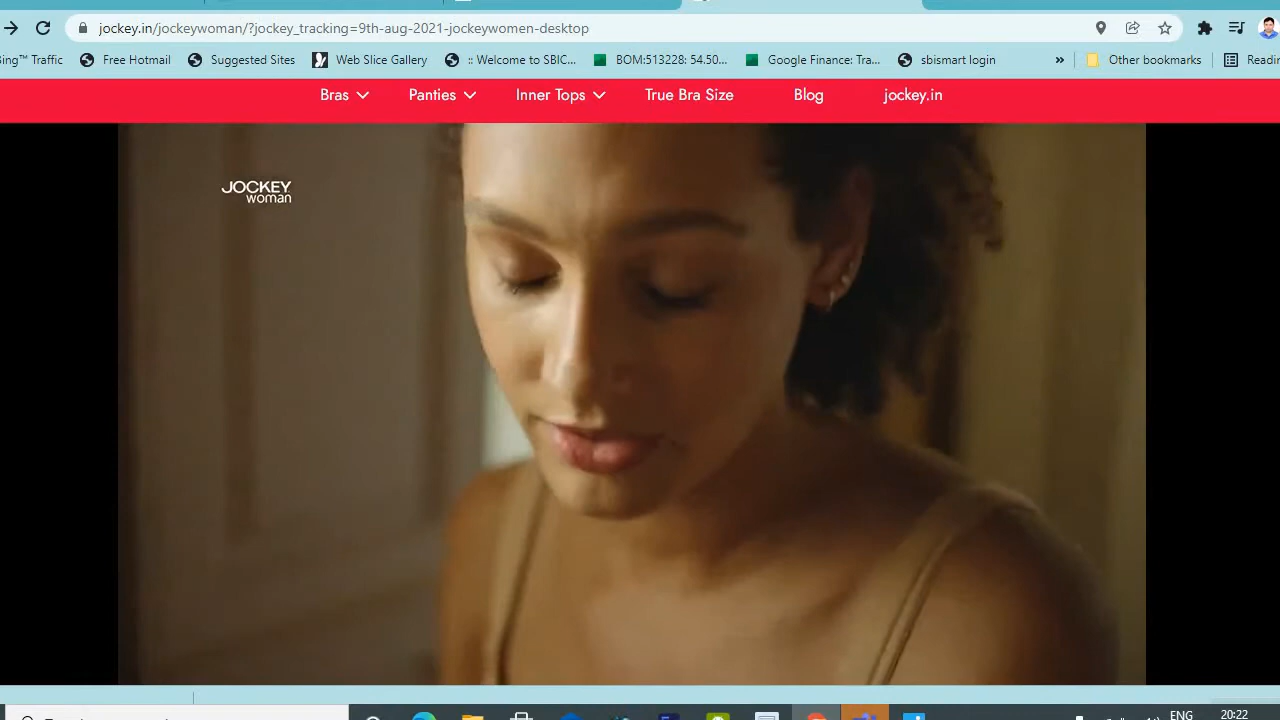 jockey.in/jockeywoman/?jockey_tracking=9th-aug-2021-jockeywomen-desktop
Bing™ Traffic Free Hotmail Suggested Sites Web Slice Gallery :: Welcome to SBIC... BOM:513228: 54.50... Google Finance: Tra... sbismart login » Other bookmarks
Bras Panties Inner Tops True Bra Size Blog jockey.in
JOCKEY
woman
ENG
20:22